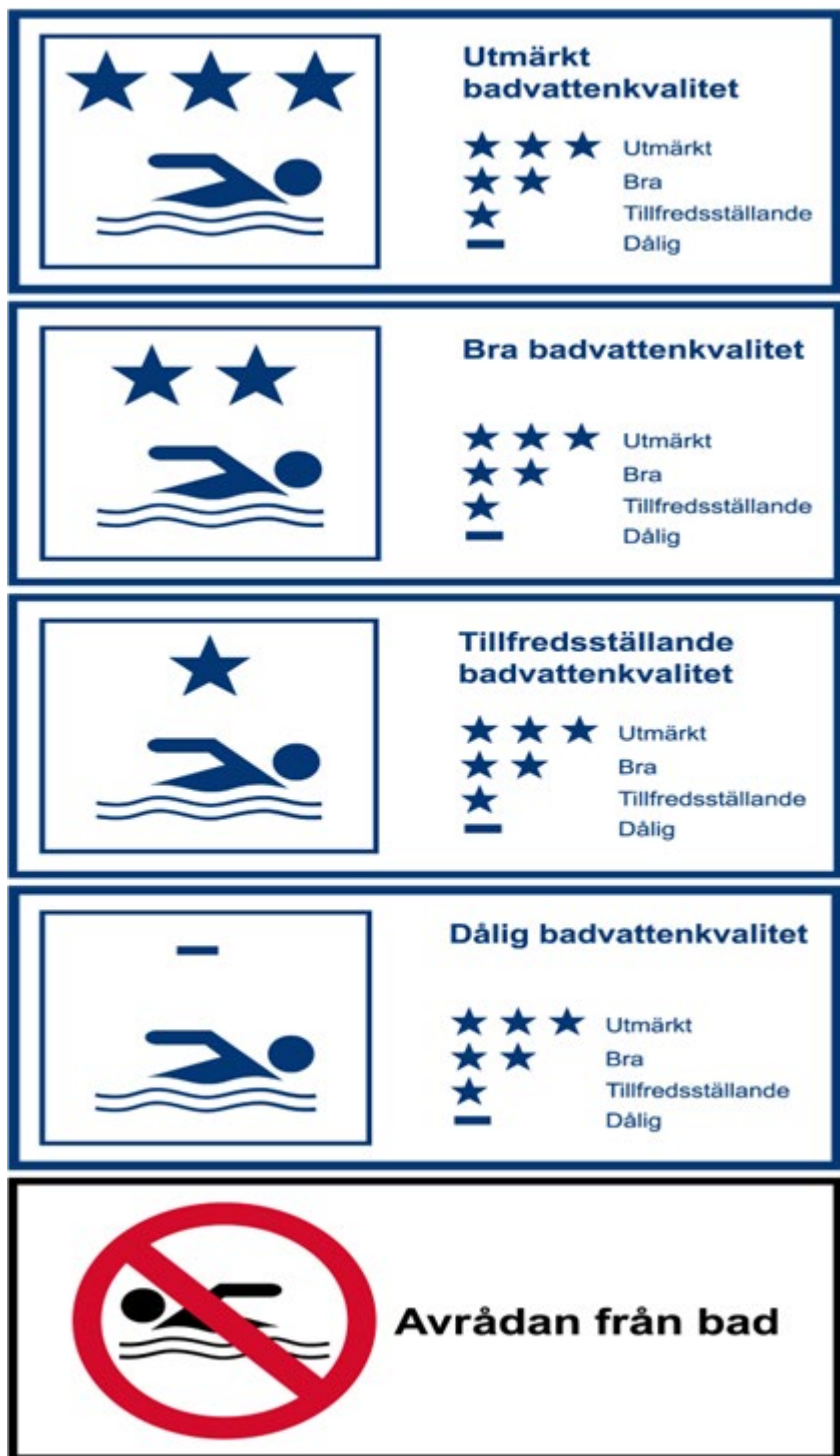 Utmärkt
badvattenkvalitet
Utmärkt
Bra
Tillfredsställande
Dålig
Bra badvattenkvalitet
Utmärkt
Bra
Tillfredsställande
Dålig
Tillfredsställande
badvattenkvalitet
Utmärkt
Bra
Tillfredsställande
Dålig
Dålig badvattenkvalitet
Utmärkt
Bra
Tillfredsställande
Dålig
Avrådan från bad